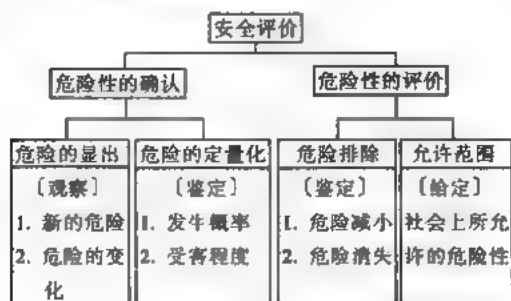 安全评价
危险性的确认 危险性的评价
危险的显出 危险的定量化 危险排除 允许范围
〔观察〕 〔鉴定〕 〔鉴定〕 〔给定〕
1. 新的危险 1. 发生概率 1. 危险减小 社会上所允
2. 危险的变 2. 受害程度 2. 危险消失 许的危险性
化